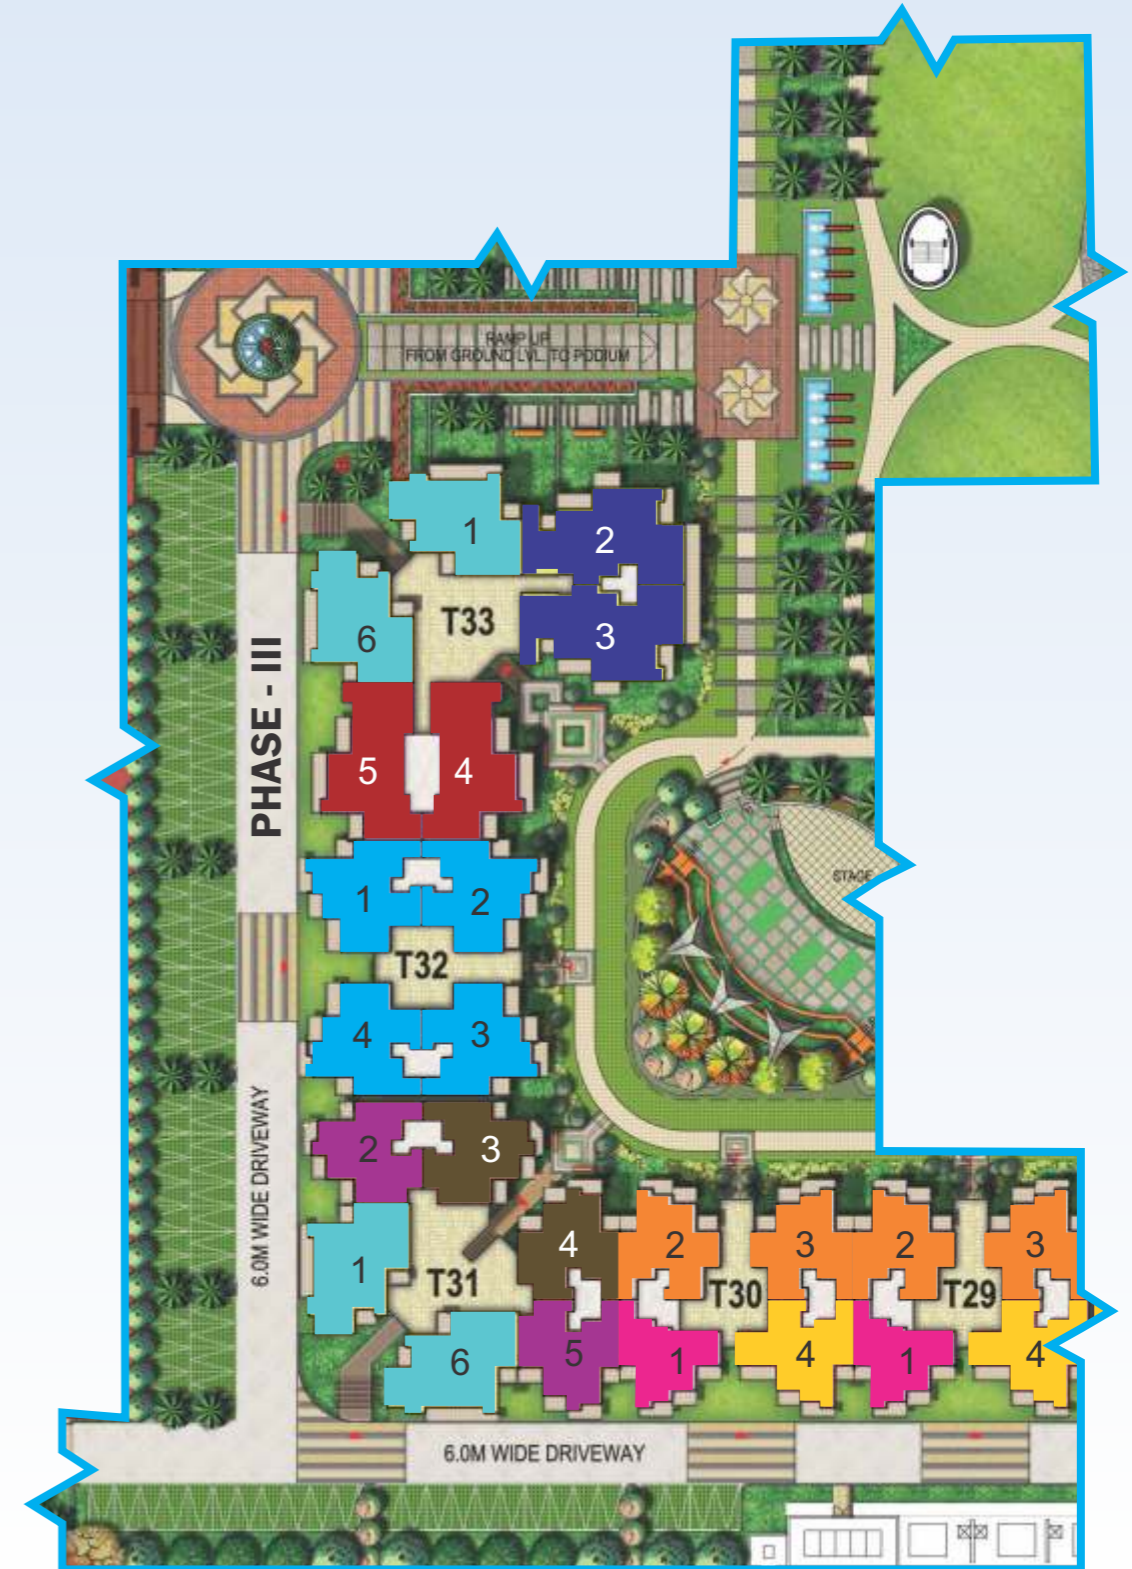 RAMP UP
FROM GROUND LVL. TO PODIUM
1
2
T33
6
3
PHASE - III
5
4
STAGE
1
2
T32
4
3
6.0M WIDE DRIVEWAY
2
3
1
T31
4
2
3
2
3
T30
T29
6
5
1
4
1
4
6.0M WIDE DRIVEWAY